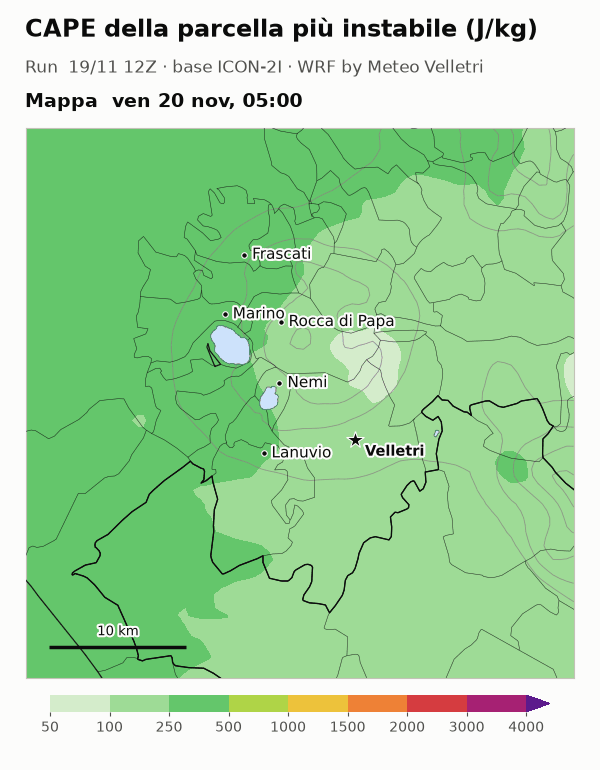 CAPE della parcella più instabile (J/kg)
Run  19/11 12Z · base ICON-2I · WRF by Meteo Velletri
Mappa  ven 20 nov, 05:00
Frascati
Marino
Rocca di Papa
Nemi
Velletri
Lanuvio
10 km
50 100 250 500 1000 1500 2000 3000 4000